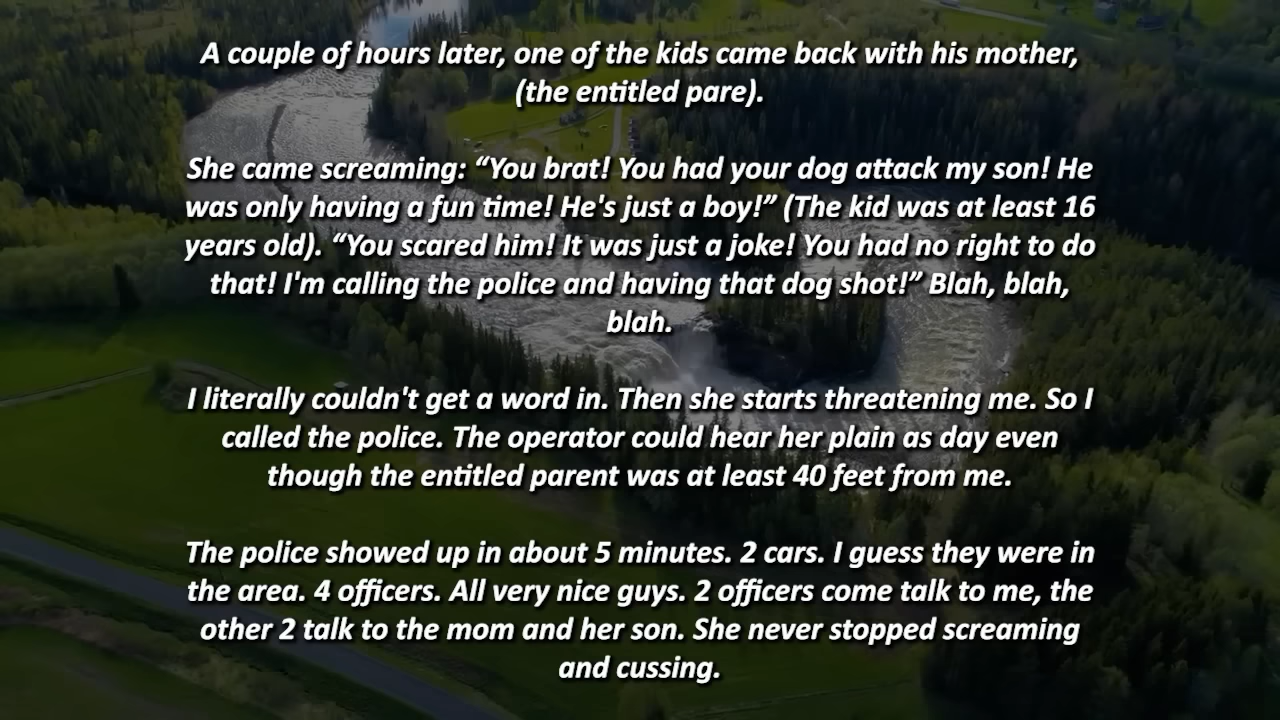 A couple of hours later, one of the kids came back with his mother,
(the entitled pare).
She came screaming: “You brat! You had your dog attack my son! He
was only having a fun time! He's just a boy!” (The kid was at least 16
years old). “You scared him! It was just a joke! You had no right to do
that! I'm calling the police and having that dog shot!” Blah, blah,
blah.
I literally couldn't get a word in. Then she starts threatening me. So I
called the police. The operator could hear her plain as day even
though the entitled parent was at least 40 feet from me.
The police showed up in about 5 minutes. 2 cars. I guess they were in
the area. 4 officers. All very nice guys. 2 officers come talk to me, the
other 2 talk to the mom and her son. She never stopped screaming
and cussing.